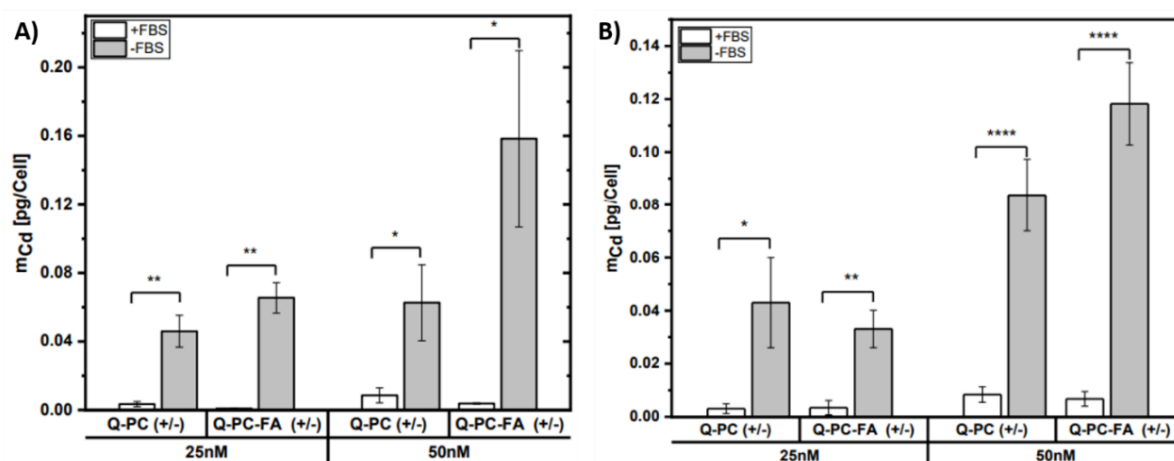 A)
+FBS
-FBS
mCd [pg/Cell]
0.20
0.16
0.12
0.08
0.04
0.00
**
**
*
*
Q-PC (+/-) Q-PC-FA (+/-) Q-PC (+/-) Q-PC-FA (+/-)
25nM 50nM
B)
+FBS
-FBS
mCd [pg/Cell]
0.14
0.12
0.10
0.08
0.06
0.04
0.02
0.00
*
**
****
****
Q-PC (+/-) Q-PC-FA (+/-) Q-PC (+/-) Q-PC-FA (+/-)
25nM 50nM